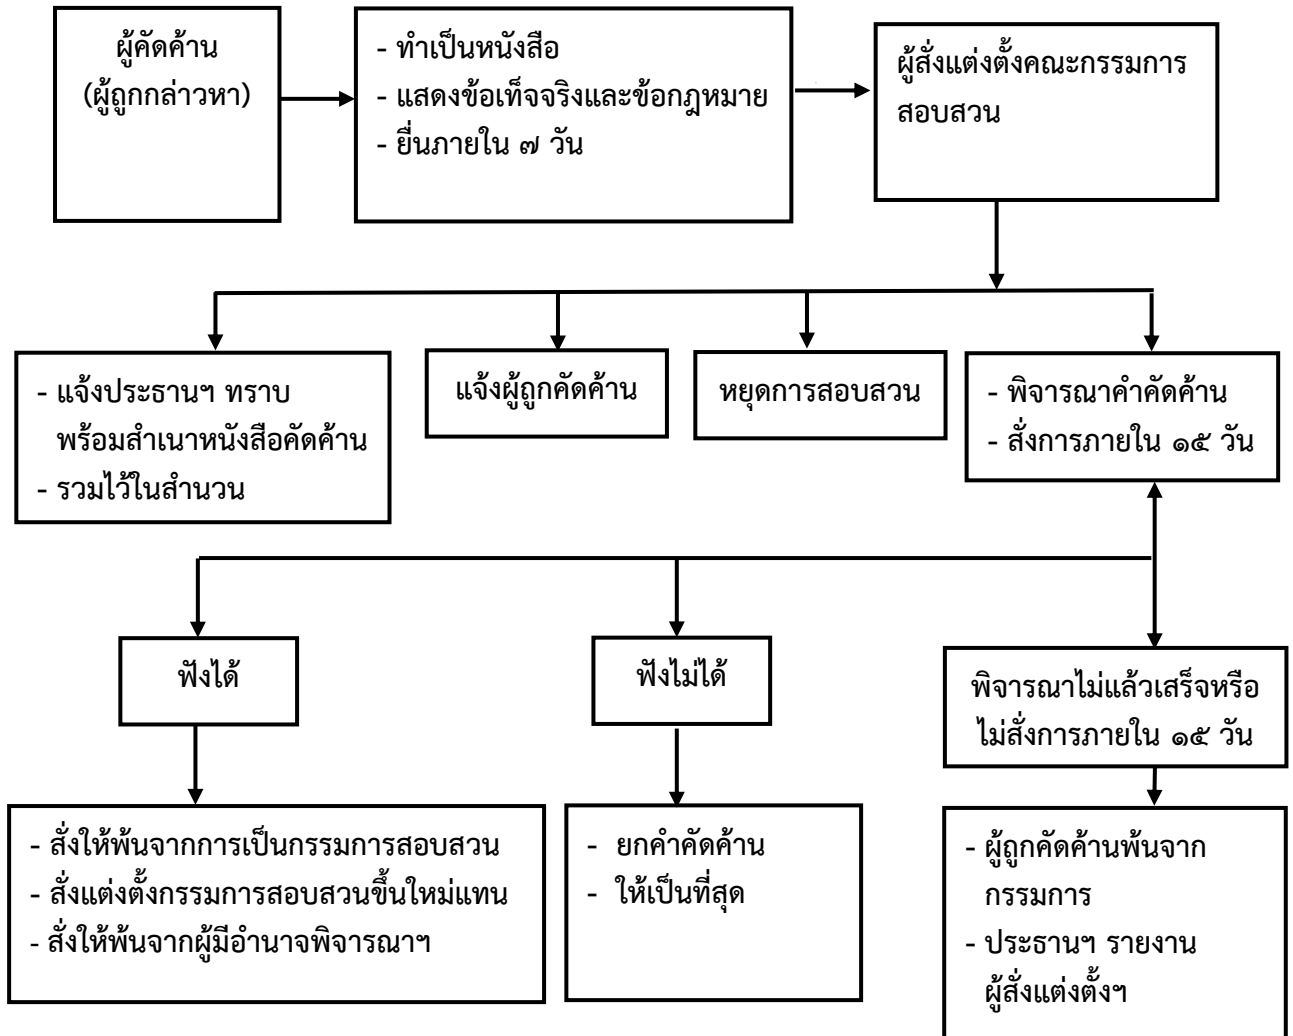 ผู้คัดค้าน
(ผู้ถูกกล่าวหา)
- ทำเป็นหนังสือ
- แสดงข้อเท็จจริงและข้อกฎหมาย
- ยื่นภายใน ๗ วัน
ผู้สั่งแต่งตั้งคณะกรรมการ
สอบสวน
- แจ้งประธานฯ ทราบ
พร้อมสำเนาหนังสือคัดค้าน
- รวมไว้ในสำนวน
แจ้งผู้ถูกคัดค้าน
หยุดการสอบสวน
- พิจารณาคำคัดค้าน
- สั่งการภายใน ๑๕ วัน
ฟังได้
ฟังไม่ได้
พิจารณาไม่แล้วเสร็จหรือ
ไม่สั่งการภายใน ๑๕ วัน
- สั่งให้พ้นจากการเป็นกรรมการสอบสวน
- สั่งแต่งตั้งกรรมการสอบสวนขึ้นใหม่แทน
- สั่งให้พ้นจากผู้มีอำนาจพิจารณาฯ
- ยกคำคัดค้าน
- ให้เป็นที่สุด
- ผู้ถูกคัดค้านพ้นจาก
กรรมการ
- ประธานฯ รายงาน
ผู้สั่งแต่งตั้งฯ